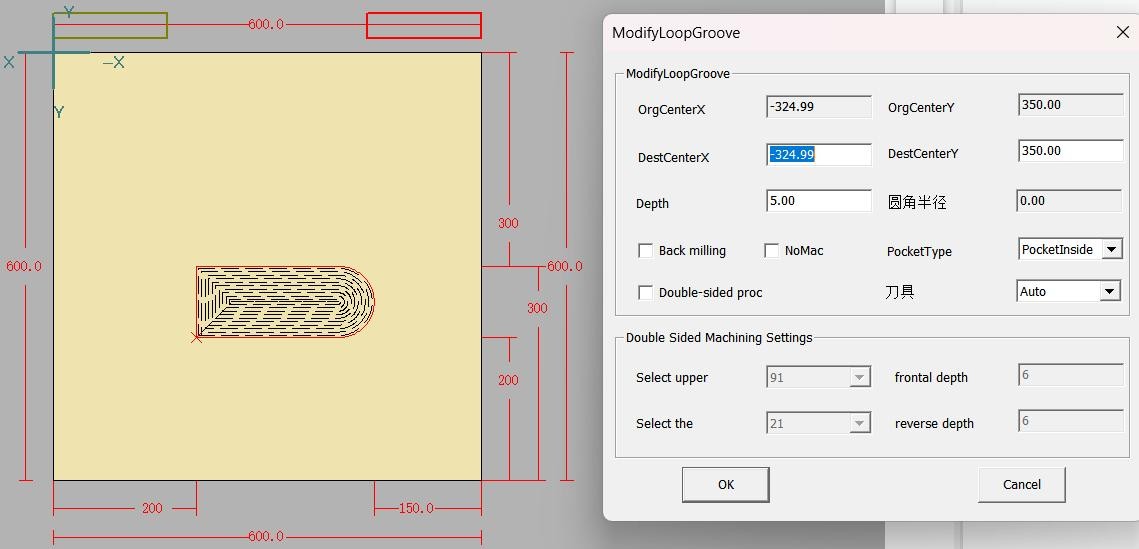 Y
600.0
X
—X
Y
300
600.0
600.0
300
200
200
150.0
600.0
ModifyLoopGroove
ModifyLoopGroove
OrgCenterX -324.99 OrgCenterY 350.00
DestCenterX -324.99 DestCenterY 350.00
Depth 5.00 圆角半径 0.00
Back milling NoMac PocketType PocketInside
Double-sided proc 刀具 Auto
Double Sided Machining Settings
Select upper 91 frontal depth 6
Select the 21 reverse depth 6
OK Cancel